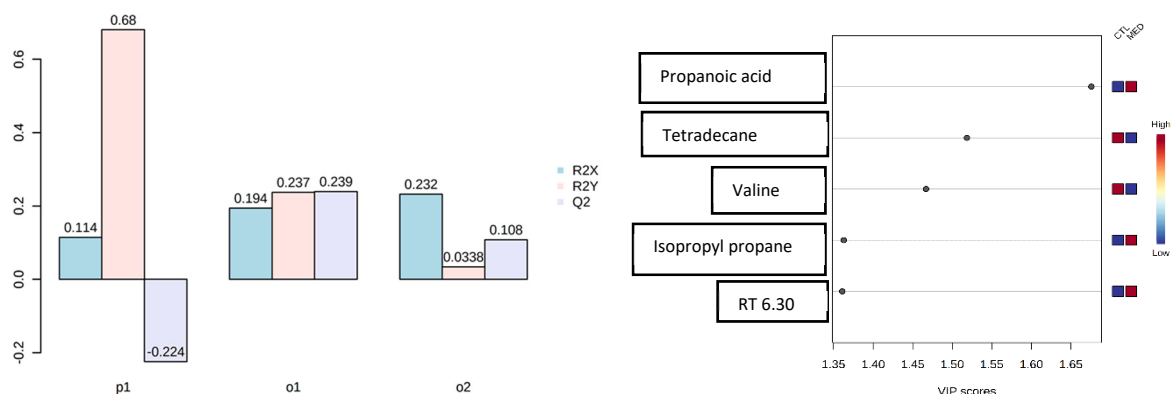 0.68
0.114
-0.224
0.194
0.237
0.239
0.232
0.0338
0.108
0.6
0.4
0.2
0.0
-0.2
p1 o1 o2
R2X
R2Y
Q2
Propanoic acid
Tetradecane
Valine
Isopropyl propane
RT 6.30
CTL
MED
High
Low
1.35 1.40 1.45 1.50 1.55 1.60 1.65
VIP scores